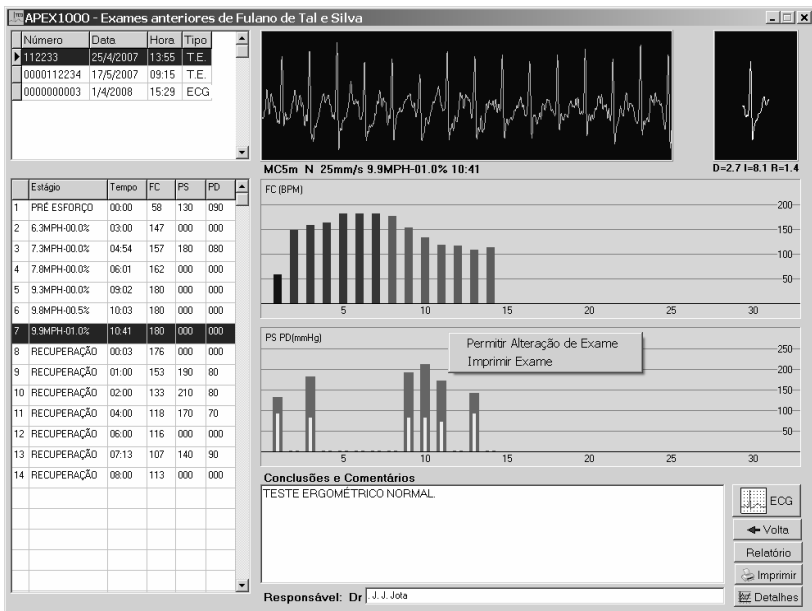 APEX1000 - Exames anteriores de Fulano de Tal e Silva
Número Data Hora Tipo
112233 25/4/2007 13:55 T.E.
0000112234 17/5/2007 09:15 T.E.
0000000003 1/4/2008 15:29 ECG
MC5m N 25mm/s 9.9MPH-01.0% 10:41
D=2.7 I=8.1 R=1.4
Estágio Tempo FC PS PD
1 PRÉ ESFORÇO 00:00 58 130 090
2 6.3MPH-00.0% 03:00 147 000 000
3 7.3MPH-00.0% 04:54 157 180 080
4 7.8MPH-00.0% 06:01 162 000 000
5 9.3MPH-00.0% 09:02 180 000 000
6 9.8MPH-00.5% 10:03 180 000 000
7 9.9MPH-01.0% 10:41 180 000 000
8 RECUPERAÇÃO 00:03 176 000 000
9 RECUPERAÇÃO 01:00 153 190 80
10 RECUPERAÇÃO 02:00 133 210 80
11 RECUPERAÇÃO 04:00 118 170 70
12 RECUPERAÇÃO 06:00 116 000 000
13 RECUPERAÇÃO 07:13 107 140 90
14 RECUPERAÇÃO 08:00 113 000 000
FC (BPM)
200
150
100
50
5 10 15 20 25 30
PS PD(mmHg)
Permitir Alteração de Exame
Imprimir Exame
250
200
150
100
50
5 10 15 20 25 30
Conclusões e Comentários
TESTE ERGOMÉTRICO NORMAL.
Responsável: Dr . J. J. Jota
ECG
Volta
Relatório
Imprimir
Detalhes